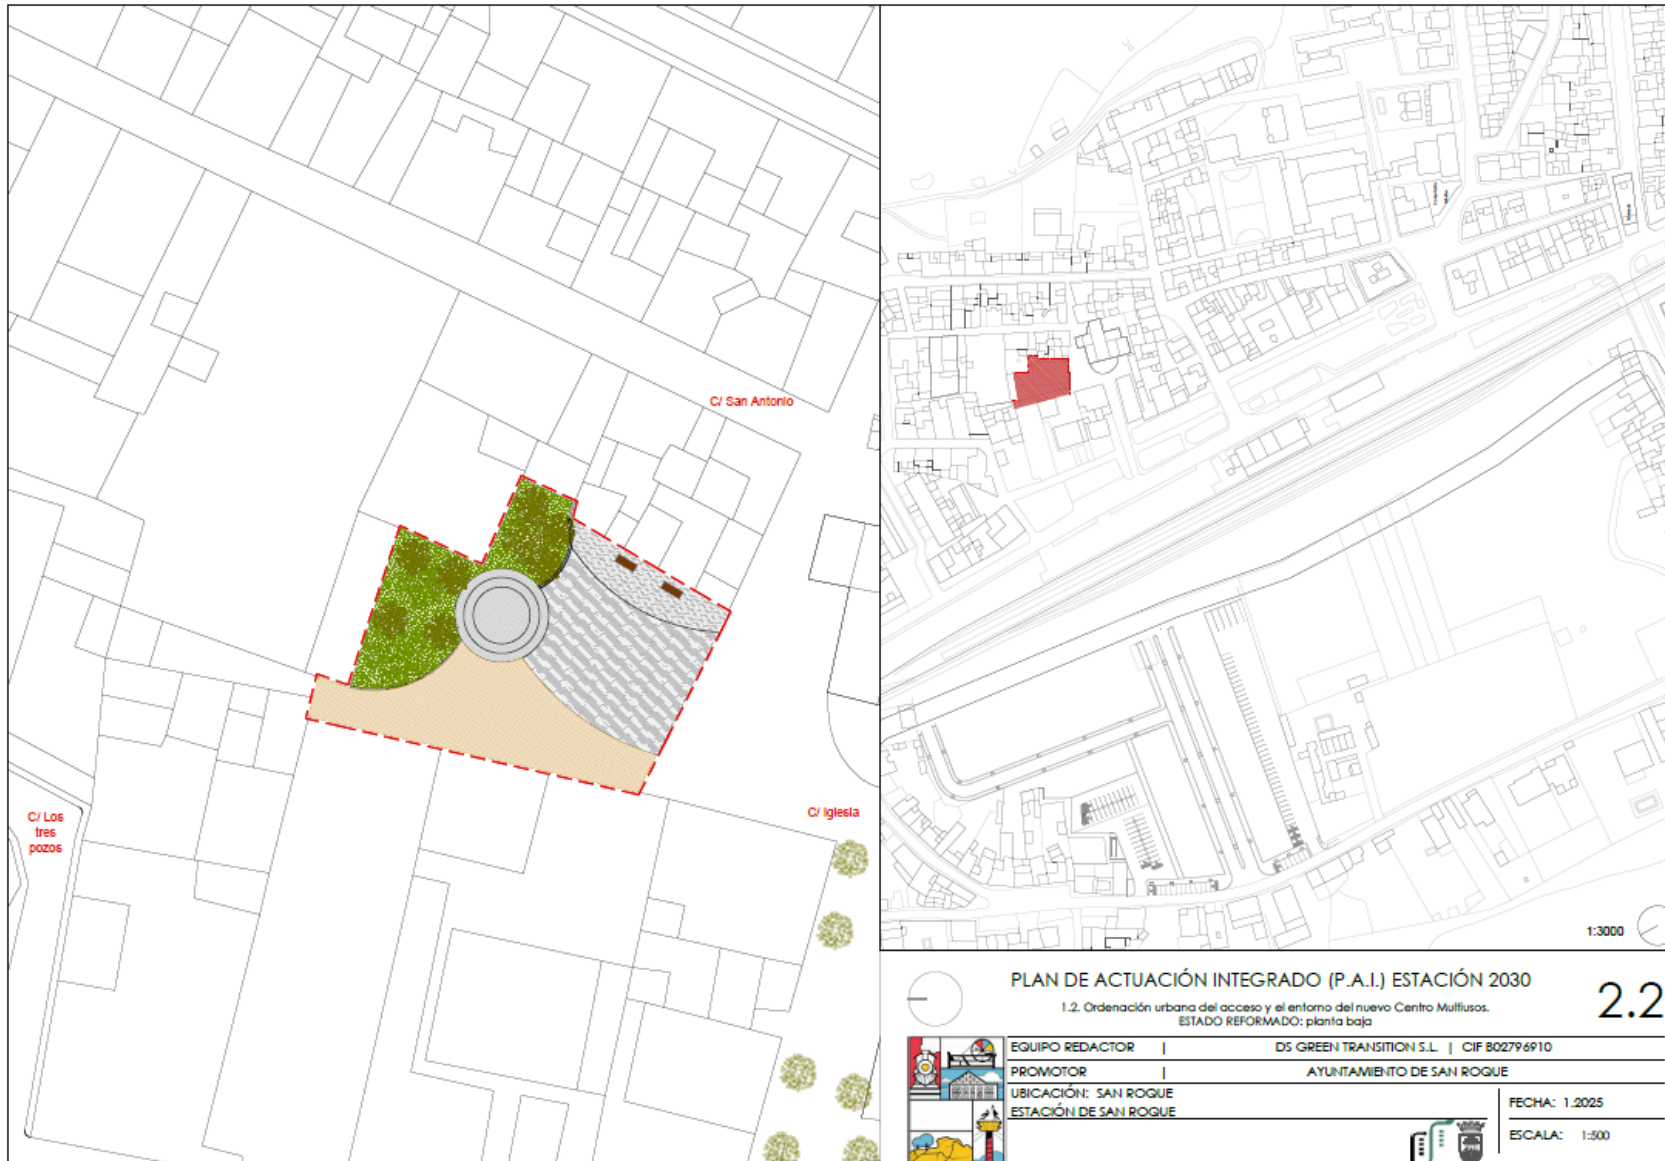 C/ San Antonio
C/ Iglesia
C/ Los
tres
pozos
1:3000
PLAN DE ACTUACIÓN INTEGRADO (P.A.I.) ESTACIÓN 2030
1.2. Ordenación urbana del acceso y el entorno del nuevo Centro Multiusos.
ESTADO REFORMADO: planta baja
2.2
EQUIPO REDACTOR | DS GREEN TRANSITION S.L. | CIF B02796910
PROMOTOR | AYUNTAMIENTO DE SAN ROQUE
UBICACIÓN: SAN ROQUE
ESTACIÓN DE SAN ROQUE
FECHA: 1.2025
ESCALA: 1:500